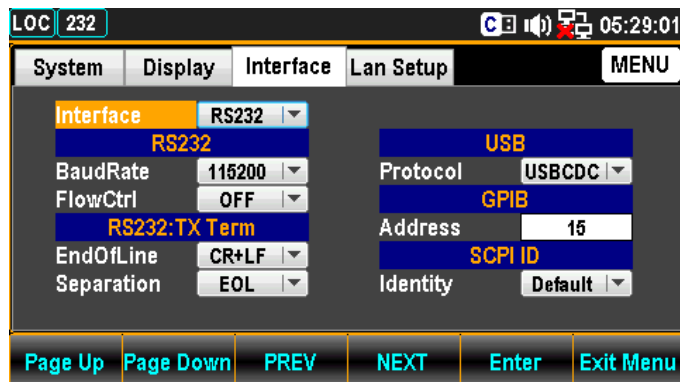 LOC 232 C 05:29:01
System Display Interface Lan Setup MENU
Interface RS232
RS232 USB
BaudRate 115200 Protocol USBCDC
FlowCtrl OFF GPIB
RS232:TX Term Address 15
EndOfLine CR+LF SCPI ID
Separation EOL Identity Default
Page Up Page Down PREV NEXT Enter Exit Menu